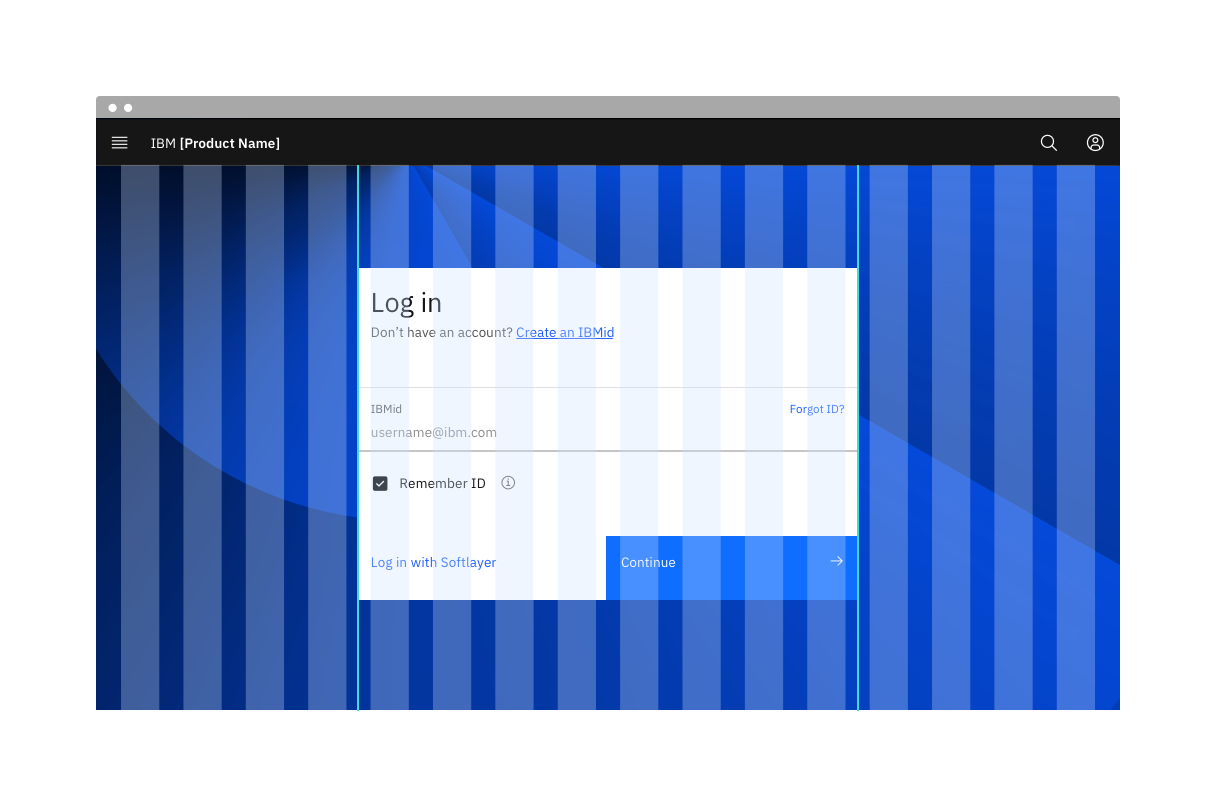 IBM [Product Name]
Log in
Don't have an account? Create an IBMid
IBMid
Forgot ID?
username@ibm.com
Remember ID
Log in with Softlayer
Continue